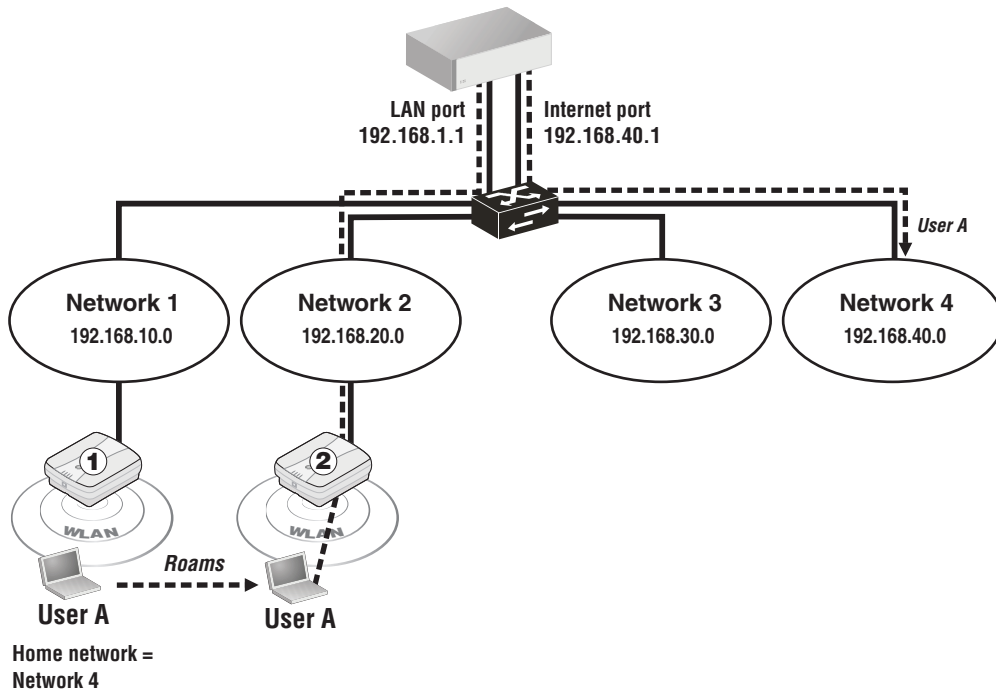 LAN port
192.168.1.1
Internet port
192.168.40.1
User A
Network 1
192.168.10.0
Network 2
192.168.20.0
Network 3
192.168.30.0
Network 4
192.168.40.0
1
2
WLAN
WLAN
Roams
User A
User A
Home network =
Network 4